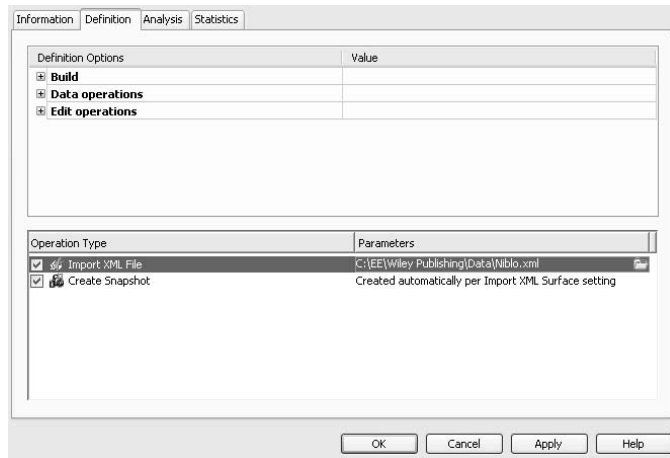 Information Definition Analysis Statistics
Definition Options Value
Build
Data operations
Edit operations
Operation Type Parameters
Import XML File C:\EE\Wiley Publishing\Data\Niblo.xml
Create Snapshot Created automatically per Import XML Surface setting
OK Cancel Apply Help